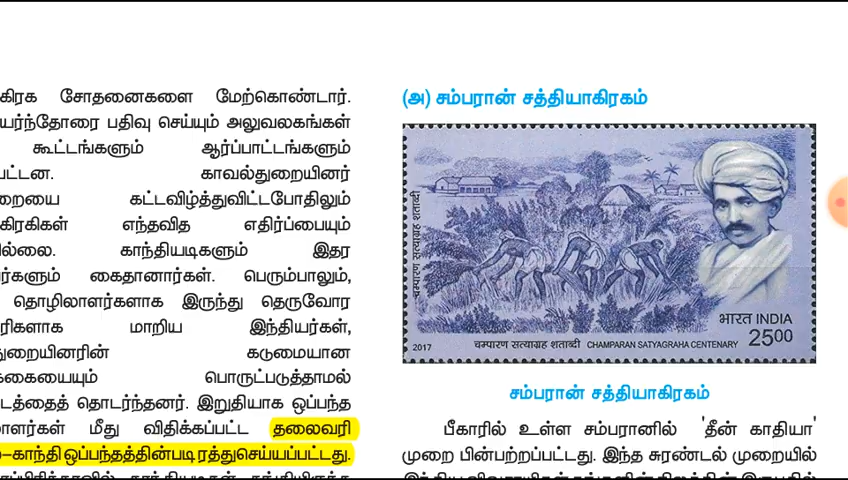 கிரக சோதனைகளை மேற்கொண்டார்.
யர்ந்தோரை பதிவு செய்யும் அலுவலகங்கள்
கூட்டங்களும் ஆர்ப்பாட்டங்களும்
பட்டன. காவல்துறையினர்
றையை கட்டவிழ்த்துவிட்டபோதிலும்
கிரகிகள் எந்தவித எதிர்ப்பையும்
ில்லை. காந்தியடிகளும் இதர
ர்களும் கைதானார்கள். பெரும்பாலும்,
தொழிலாளர்களாக இருந்து தெருவோர
ரிகளாக மாறிய இந்தியர்கள்,
துறையினரின் கடுமையான
க்கையையும் பொருட்படுத்தாமல்
டத்தைத் தொடர்ந்தனர். இறுதியாக ஒப்பந்த
ாளர்கள் மீது விதிக்கப்பட்ட தலைவரி
–காந்தி ஒப்பந்தத்தின்படி ரத்துசெய்யப்பட்டது.
(அ) சம்பரான் சத்தியாகிரகம்
चम्पारण सत्याग्रह शताब्दी
भारत INDIA
2500
2017 चम्पारण सत्याग्रह शताब्दी CHAMPARAN SATYAGRAHA CENTENARY
சம்பரான் சத்தியாகிரகம்
பீகாரில் உள்ள சம்பரானில் 'தீன் காதியா'
முறை பின்பற்றப்பட்டது. இந்த சுரண்டல் முறையில்